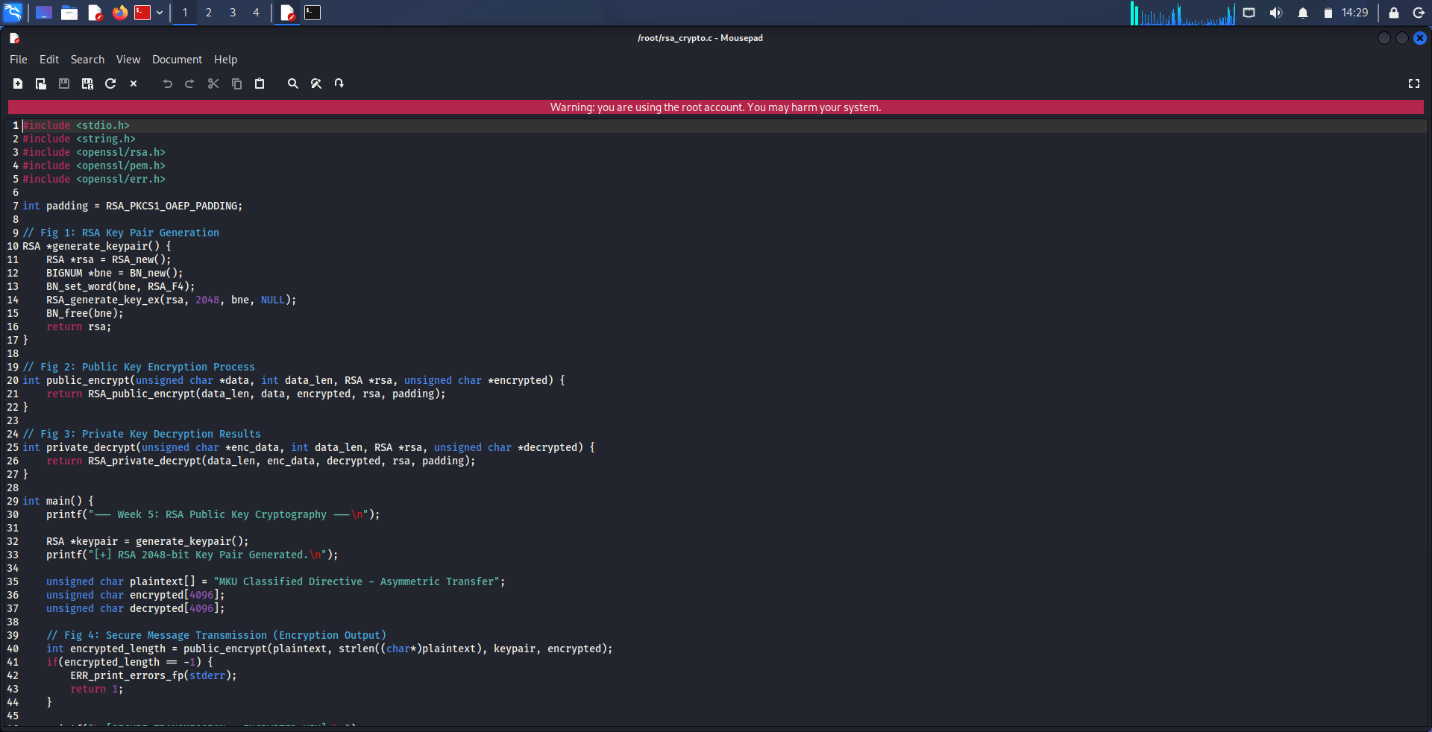 1 2 3 4 14:29
/root/rsa_crypto.c - Mousepad
File Edit Search View Document Help
Warning: you are using the root account. You may harm your system.
1 #include <stdio.h>
2 #include <string.h>
3 #include <openssl/rsa.h>
4 #include <openssl/pem.h>
5 #include <openssl/err.h>
6
7 int padding = RSA_PKCS1_OAEP_PADDING;
8
9 // Fig 1: RSA Key Pair Generation
10 RSA *generate_keypair() {
11     RSA *rsa = RSA_new();
12     BIGNUM *bne = BN_new();
13     BN_set_word(bne, RSA_F4);
14     RSA_generate_key_ex(rsa, 2048, bne, NULL);
15     BN_free(bne);
16     return rsa;
17 }
18
19 // Fig 2: Public Key Encryption Process
20 int public_encrypt(unsigned char *data, int data_len, RSA *rsa, unsigned char *encrypted) {
21     return RSA_public_encrypt(data_len, data, encrypted, rsa, padding);
22 }
23
24 // Fig 3: Private Key Decryption Results
25 int private_decrypt(unsigned char *enc_data, int data_len, RSA *rsa, unsigned char *decrypted) {
26     return RSA_private_decrypt(data_len, enc_data, decrypted, rsa, padding);
27 }
28
29 int main() {
30     printf("--- Week 5: RSA Public Key Cryptography ---\n");
31
32     RSA *keypair = generate_keypair();
33     printf("[+] RSA 2048-bit Key Pair Generated.\n");
34
35     unsigned char plaintext[] = "MKU Classified Directive - Asymmetric Transfer";
36     unsigned char encrypted[4096];
37     unsigned char decrypted[4096];
38
39     // Fig 4: Secure Message Transmission (Encryption Output)
40     int encrypted_length = public_encrypt(plaintext, strlen((char*)plaintext), keypair, encrypted);
41     if(encrypted_length == -1) {
42         ERR_print_errors_fp(stderr);
43         return 1;
44     }
45